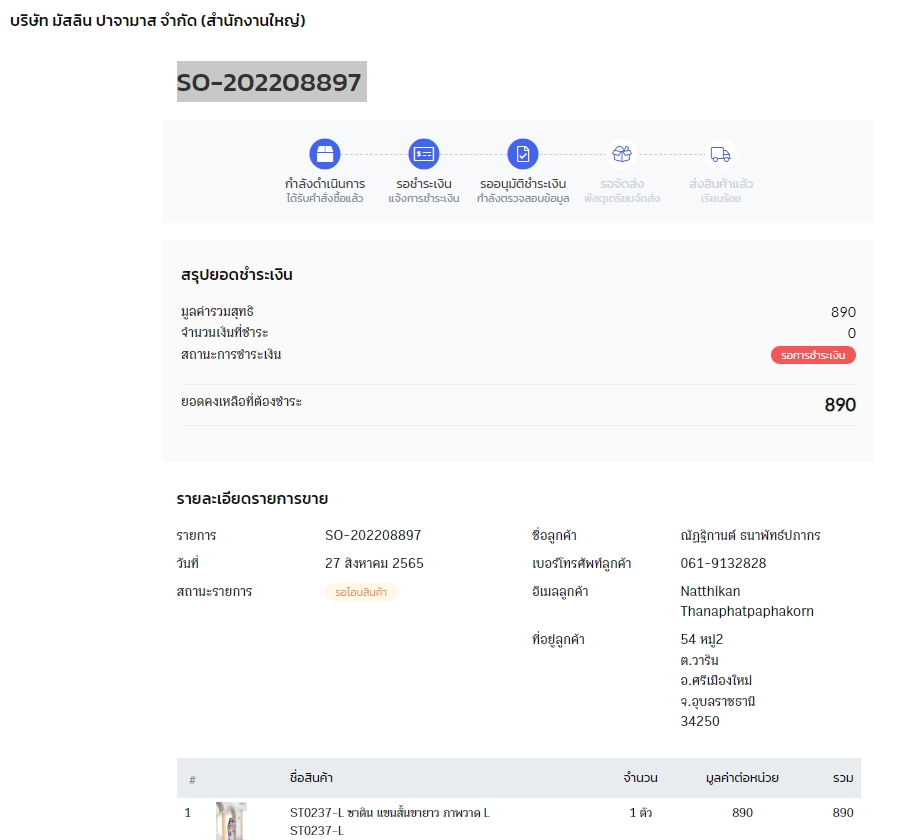 บริษัท มัสลิน ปาจามาส จำกัด (สำนักงานใหญ่)
SO-202208897
กำลังดำเนินการ รอชำระเงิน รออนุมัติชำระเงิน รอจัดส่ง ส่งสินค้าแล้ว
ได้รับคำสั่งซื้อแล้ว แจ้งการชำระเงิน กำลังตรวจสอบข้อมูล พัสดุเตรียมจัดส่ง เรียบร้อย
สรุปยอดชำระเงิน
มูลค่ารวมสุทธิ 890
จำนวนเงินที่ชำระ 0
สถานะการชำระเงิน รอการชำระเงิน
ยอดคงเหลือที่ต้องชำระ 890
รายละเอียดรายการขาย
รายการ SO-202208897 ชื่อลูกค้า ณัฏฐิกานต์ ธนาพัทธ์ปภากร
วันที่ 27 สิงหาคม 2565 เบอร์โทรศัพท์ลูกค้า 061-9132828
สถานะรายการ รอโอนสินค้า อีเมลลูกค้า Natthikan
Thanaphatpaphakorn
ที่อยู่ลูกค้า 54 หมู่2
ต.วาริน
อ.ศรีเมืองใหม่
จ.อุบลราชธานี
34250
# ชื่อสินค้า จำนวน มูลค่าต่อหน่วย รวม
1 ST0237-L ซาติน แขนสั้นขายาว ภาพวาด L 1 ตัว 890 890
ST0237-L